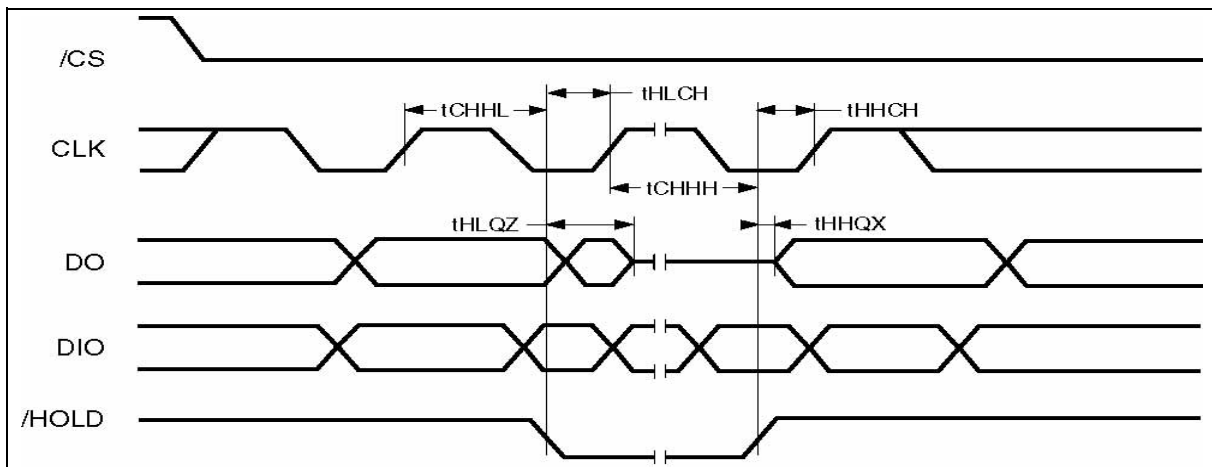 /CS
tHLCH
tHHCH
tCHHL
CLK
tCHHH
tHLQZ
tHHQX
DO
DIO
/HOLD